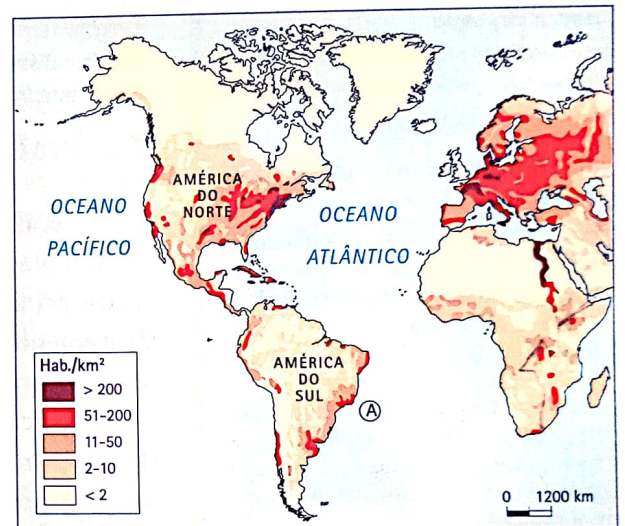 AMÉRICA
DO
NORTE
OCEANO
PACÍFICO
OCEANO
ATLÂNTICO
AMÉRICA
DO
SUL
A
Hab./km²
> 200
51-200
11-50
2-10
< 2
0 1200 km